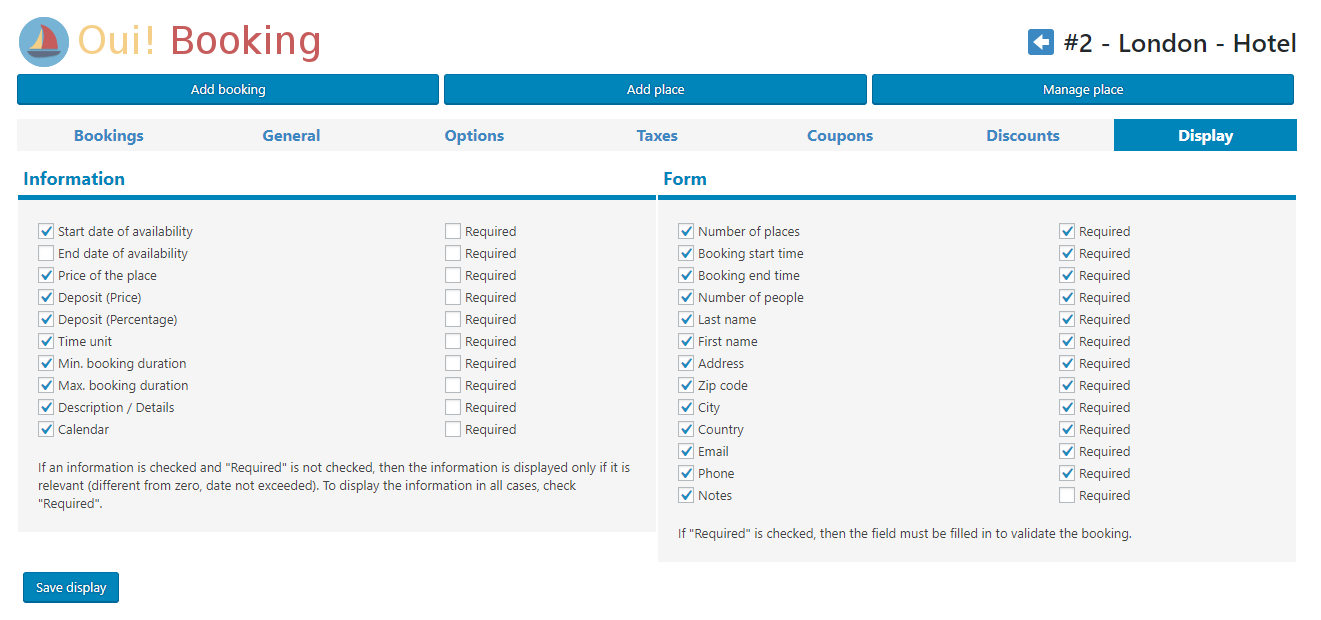 Oui! Booking
#2 - London - Hotel
Add booking Add place Manage place
Bookings General Options Taxes Coupons Discounts Display
Information
Start date of availability Required
End date of availability Required
Price of the place Required
Deposit (Price) Required
Deposit (Percentage) Required
Time unit Required
Min. booking duration Required
Max. booking duration Required
Description / Details Required
Calendar Required
If an information is checked and "Required" is not checked, then the information is displayed only if it is
relevant (different from zero, date not exceeded). To display the information in all cases, check
"Required".
Form
Number of places Required
Booking start time Required
Booking end time Required
Number of people Required
Last name Required
First name Required
Address Required
Zip code Required
City Required
Country Required
Email Required
Phone Required
Notes Required
If "Required" is checked, then the field must be filled in to validate the booking.
Save display